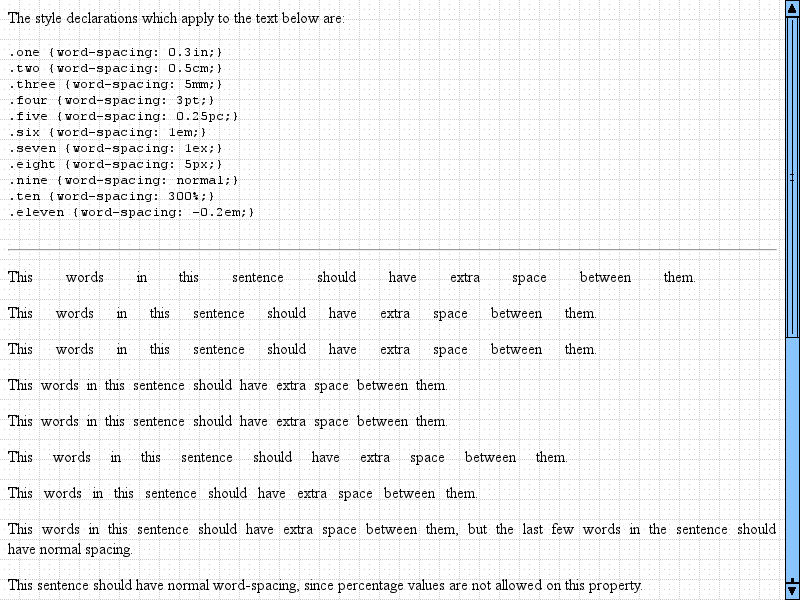 The style declarations which apply to the text below are:
.one {word-spacing: 0.3in;}
.two {word-spacing: 0.5cm;}
.three {word-spacing: 5mm;}
.four {word-spacing: 3pt;}
.five {word-spacing: 0.25pc;}
.six {word-spacing: 1em;}
.seven {word-spacing: 1ex;}
.eight {word-spacing: 5px;}
.nine {word-spacing: normal;}
.ten {word-spacing: 300%;}
.eleven {word-spacing: -0.2em;}
This words in this sentence should have extra space between them.
This words in this sentence should have extra space between them.
This words in this sentence should have extra space between them.
This words in this sentence should have extra space between them.
This words in this sentence should have extra space between them.
This words in this sentence should have extra space between them.
This words in this sentence should have extra space between them.
This words in this sentence should have extra space between them, but the last few words in the sentence should
have normal spacing.
This sentence should have normal word-spacing, since percentage values are not allowed on this property.